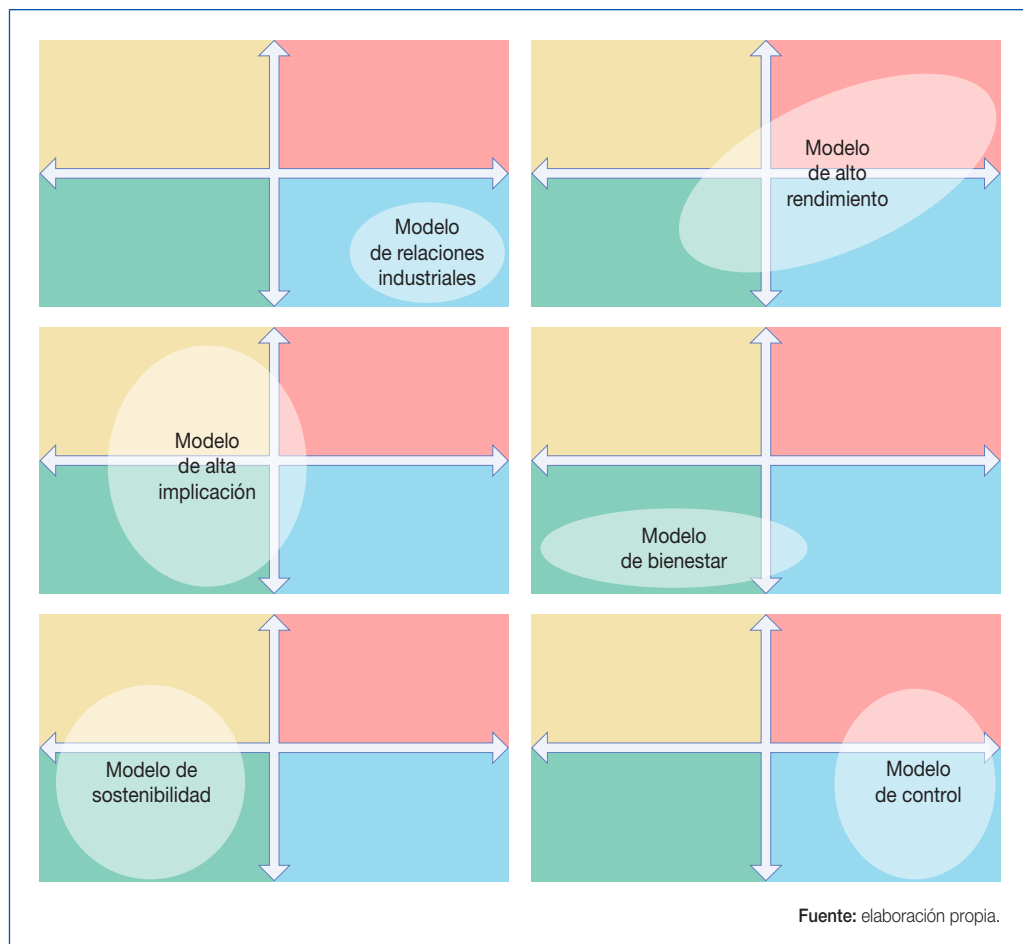 Modelo
de relaciones
industriales
Modelo
de alto
rendimiento
Modelo
de alta
implicación
Modelo
de bienestar
Modelo de
sostenibilidad
Modelo
de control
Fuente: elaboración propia.